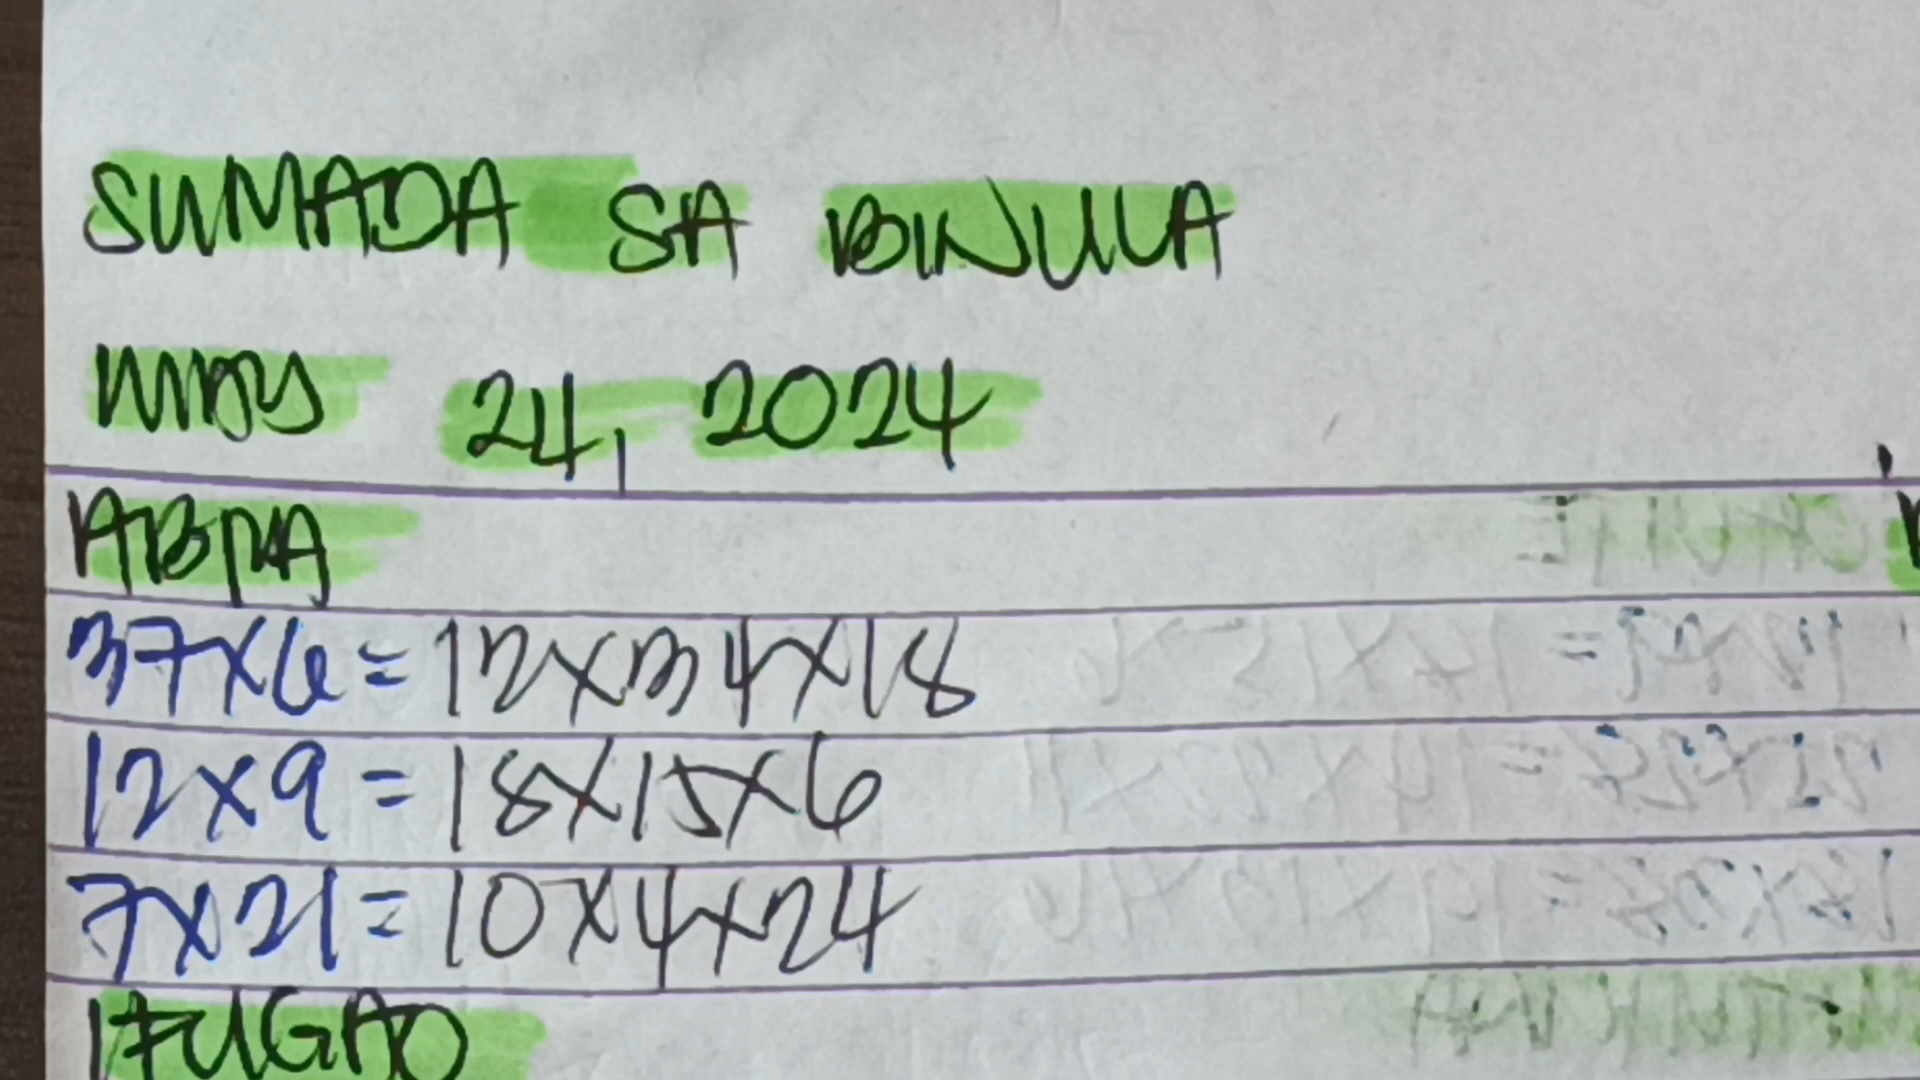 SUMADA SA BINULA
MAY 24, 2024
ABRA
37x6 = 12x34x18
12x9 = 18x15x6
7x21 = 10x4x24
IFUGAO